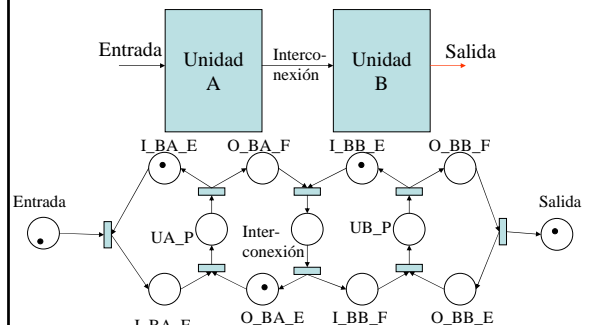 Entrada
Unidad
A
Interco-
nexión
Unidad
B
Salida
I_BA_E
O_BA_F
I_BB_E
O_BB_F
Entrada
Salida
UA_P
Inter-
conexión
UB_P
O_BA_E
I_BB_F
O_BB_E